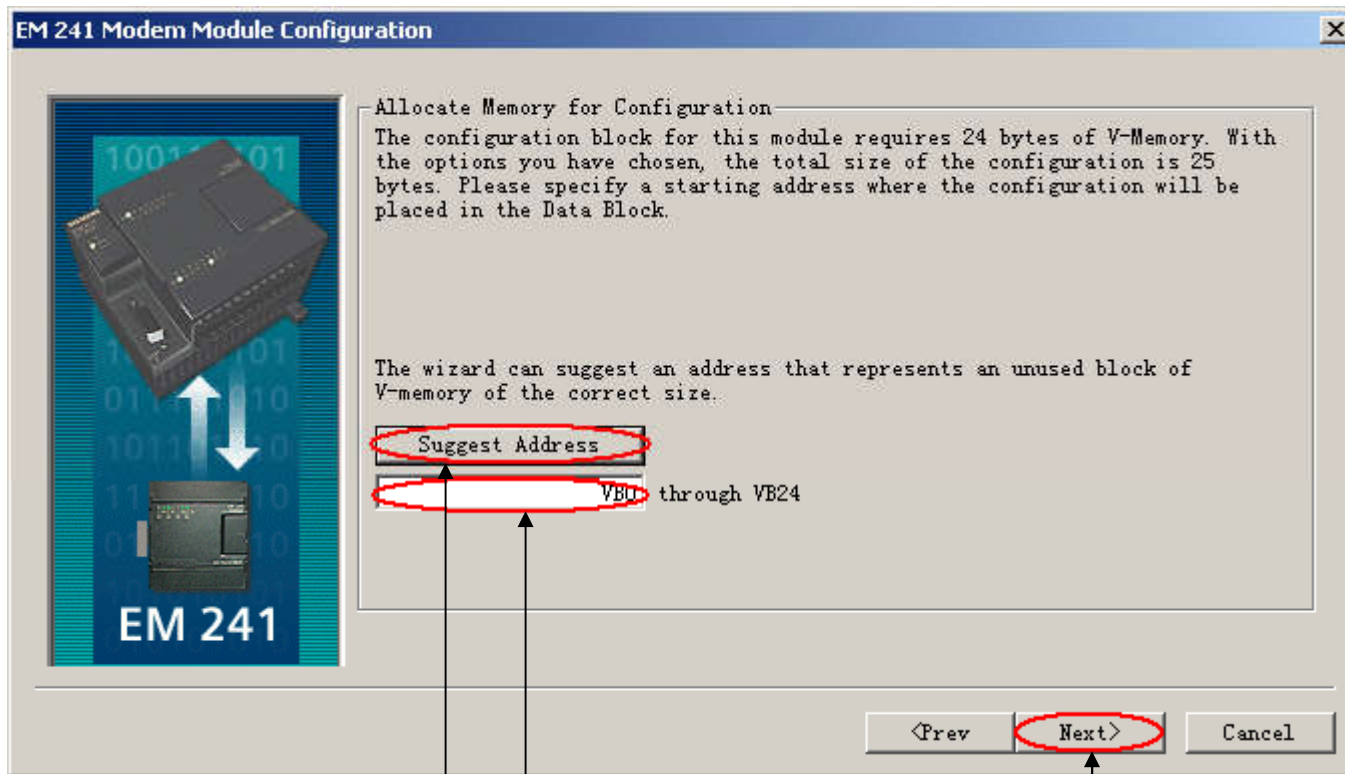 EM 241 Modem Module Configuration
Allocate Memory for Configuration
The configuration block for this module requires 24 bytes of V-Memory. With
the options you have chosen, the total size of the configuration is 25
bytes. Please specify a starting address where the configuration will be
placed in the Data Block.
The wizard can suggest an address that represents an unused block of
V-memory of the correct size.
Suggest Address
VB0 through VB24
EM 241
<Prev
Next>
Cancel